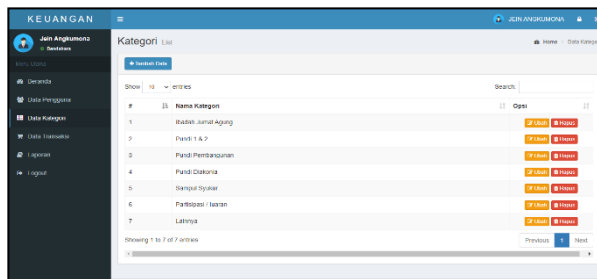 KEUANGAN
JEIN ANGKUMONA
Jein Angkumona
Bendahara
Menu Utama
Beranda
Data Pengguna
Data Kategori
Data Transaksi
Laporan
Logout
Kategori List
Home > Data Kategori
+ Tambah Data
Show 10 entries
Search:
# Nama Kategori Opsi
1 Ibadah Jumat Agung Ubah Hapus
2 Pundi 1 & 2 Ubah Hapus
3 Pundi Pembangunan Ubah Hapus
4 Pundi Diakonia Ubah Hapus
5 Sampul Syukur Ubah Hapus
6 Partisipasi / Iuaran Ubah Hapus
7 Lainnya Ubah Hapus
Showing 1 to 7 of 7 entries
Previous 1 Next